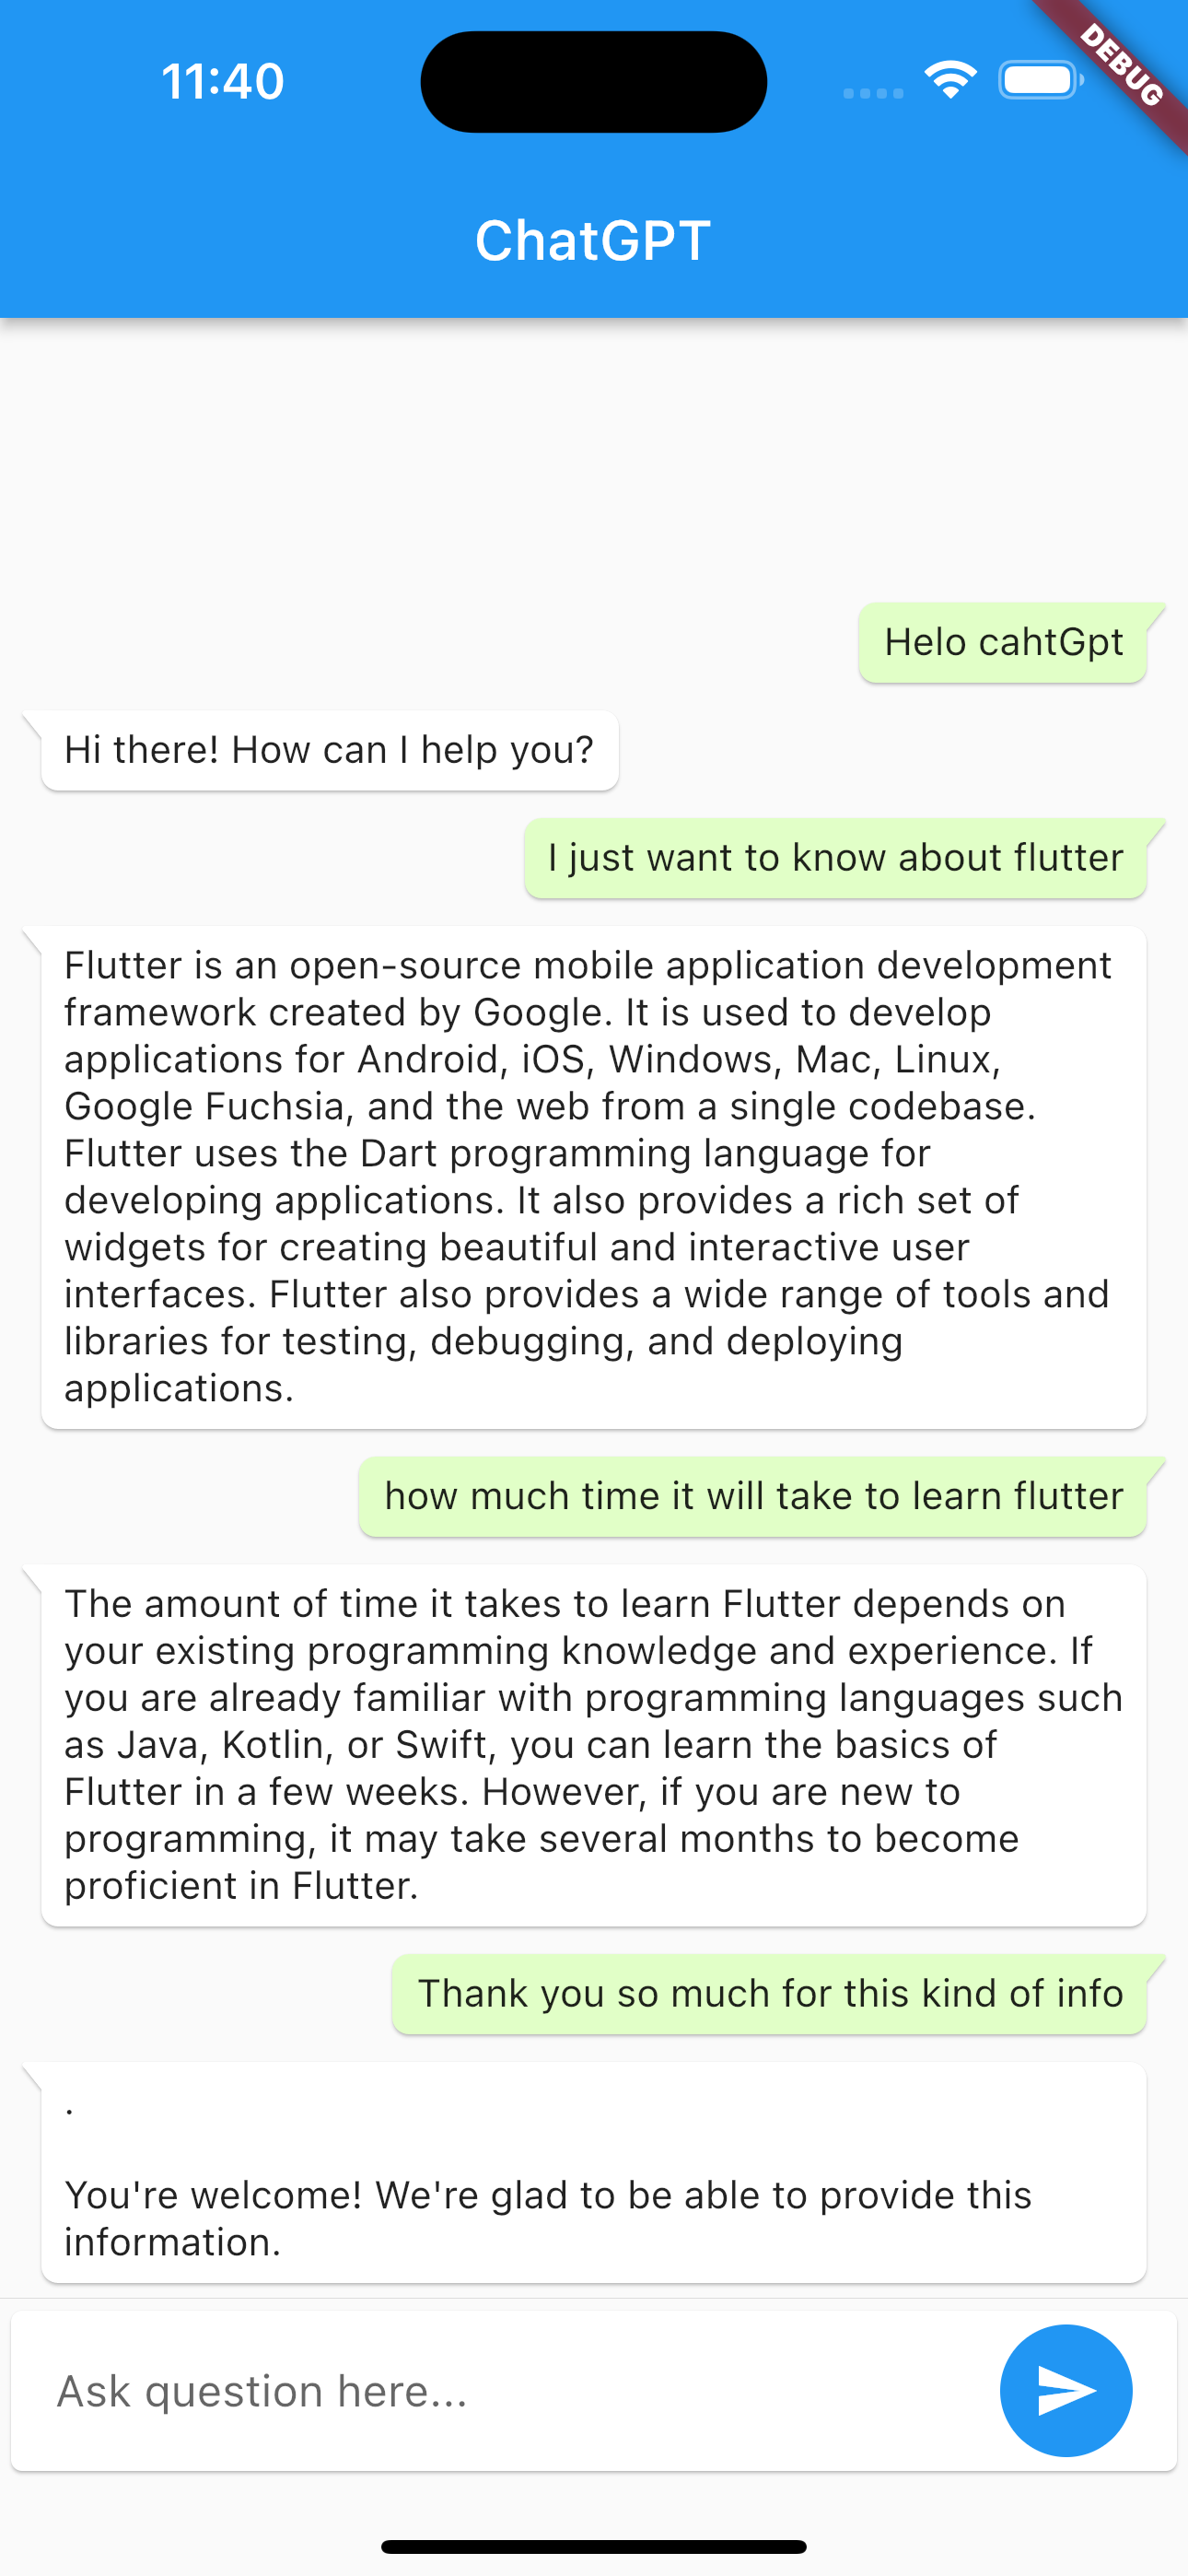 11:40
DEBUG
ChatGPT
Helo cahtGpt
Hi there! How can I help you?
I just want to know about flutter
Flutter is an open-source mobile application development
framework created by Google. It is used to develop
applications for Android, iOS, Windows, Mac, Linux,
Google Fuchsia, and the web from a single codebase.
Flutter uses the Dart programming language for
developing applications. It also provides a rich set of
widgets for creating beautiful and interactive user
interfaces. Flutter also provides a wide range of tools and
libraries for testing, debugging, and deploying
applications.
how much time it will take to learn flutter
The amount of time it takes to learn Flutter depends on
your existing programming knowledge and experience. If
you are already familiar with programming languages such
as Java, Kotlin, or Swift, you can learn the basics of
Flutter in a few weeks. However, if you are new to
programming, it may take several months to become
proficient in Flutter.
Thank you so much for this kind of info
.
You're welcome! We're glad to be able to provide this
information.
Ask question here...